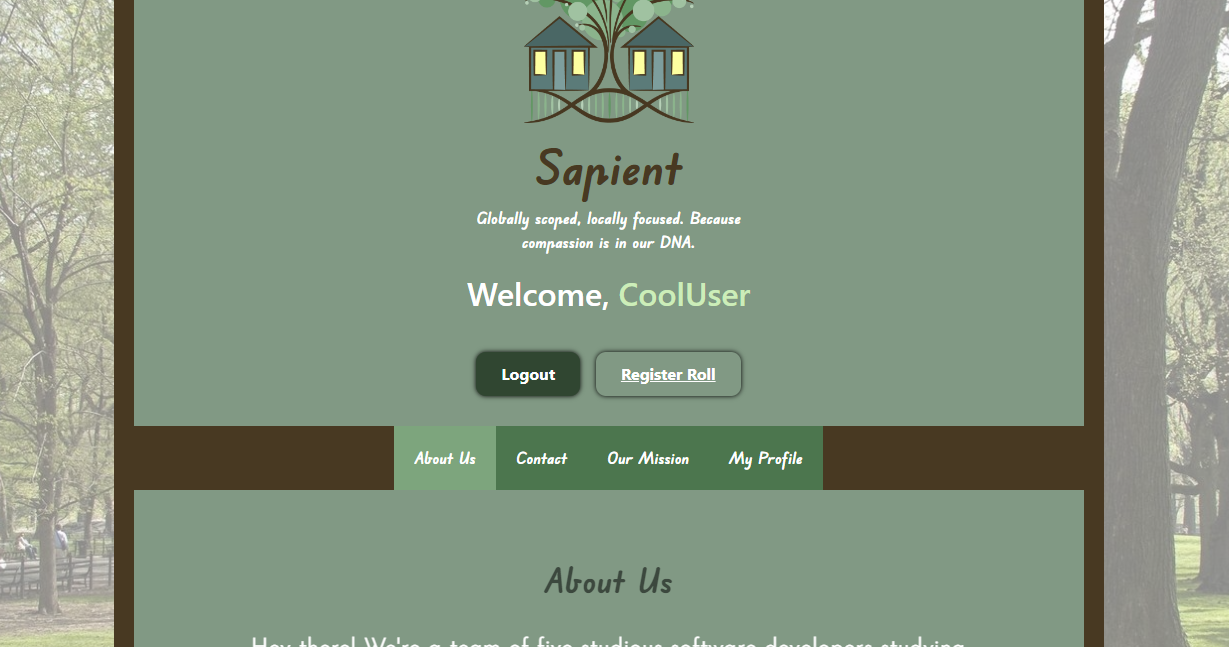 Sapient
Globally scoped, locally focused. Because
compassion is in our DNA.
Welcome, CoolUser
Logout Register Roll
About Us Contact Our Mission My Profile
About Us
Hey there! We're a team of five studious software developers studying